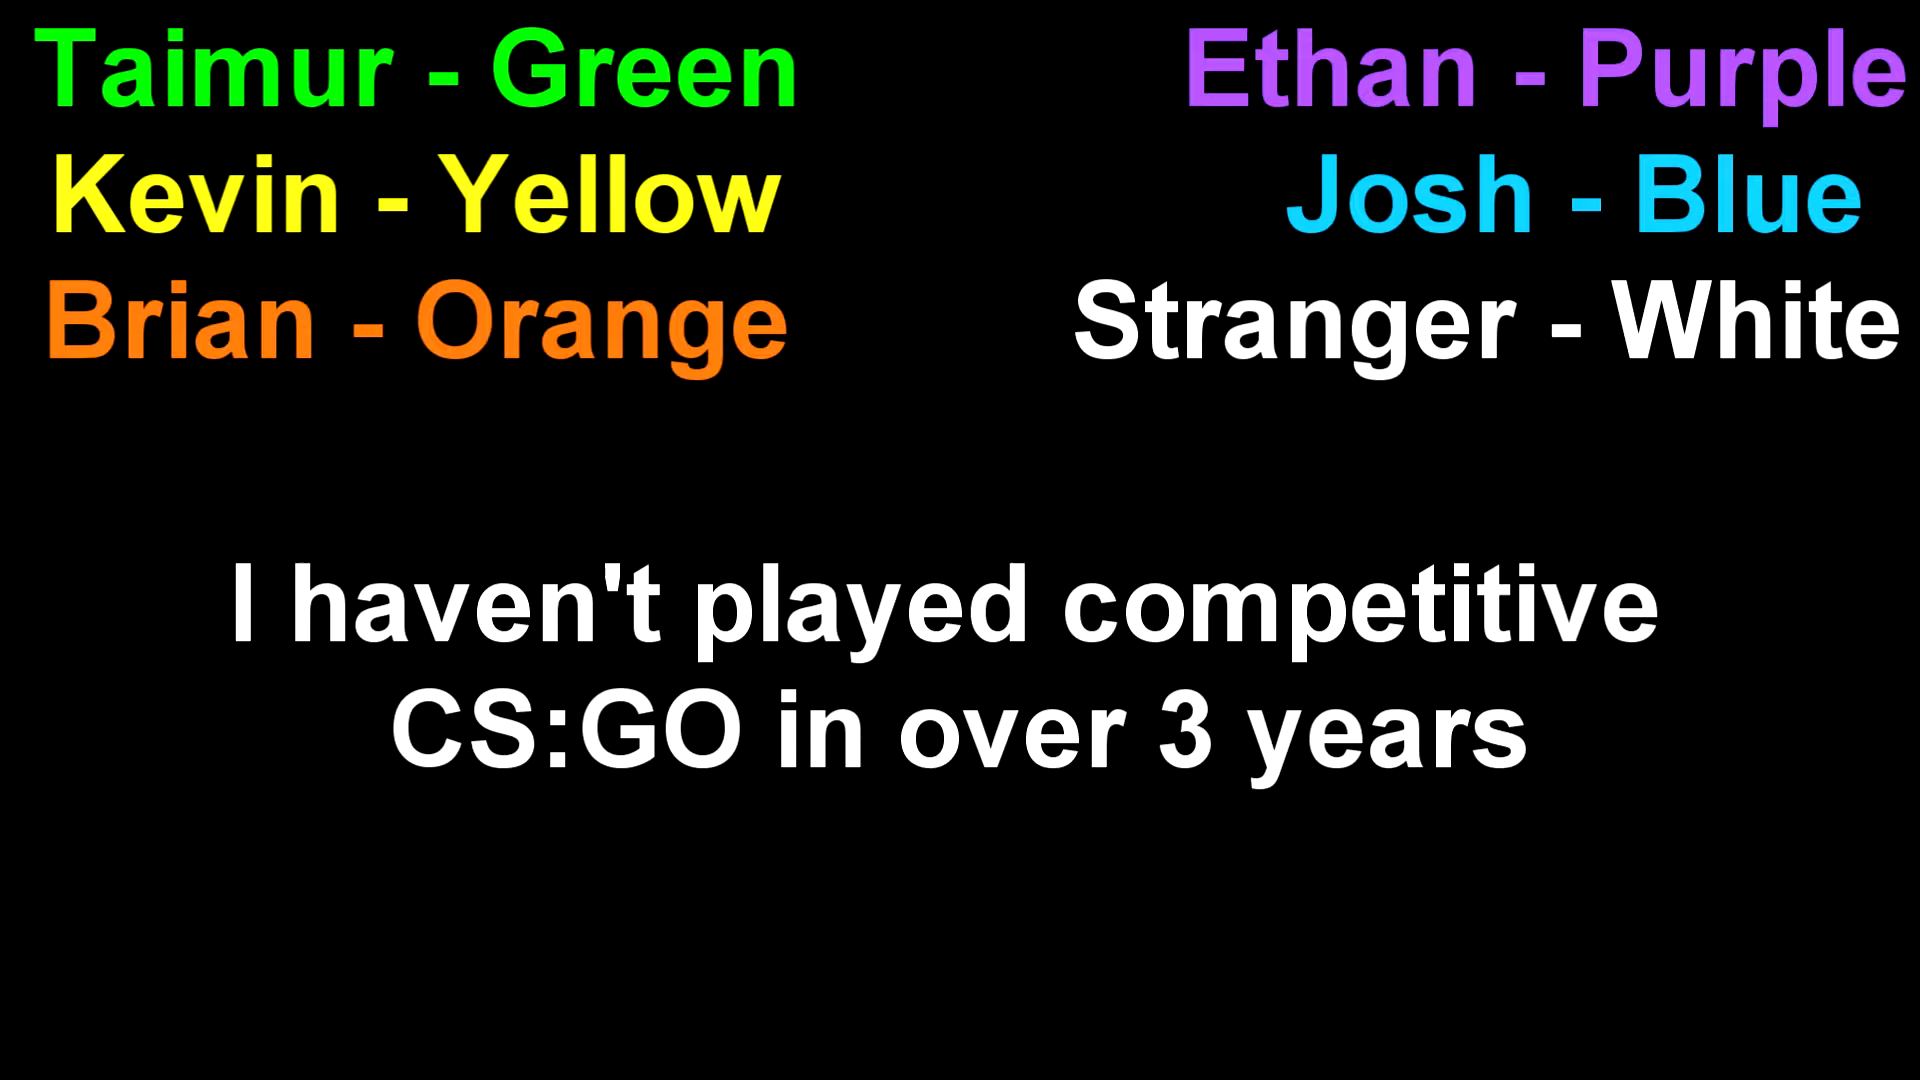 Taimur - Green
Kevin - Yellow
Brian - Orange
Ethan - Purple
Josh - Blue
Stranger - White
I haven't played competitive
CS:GO in over 3 years